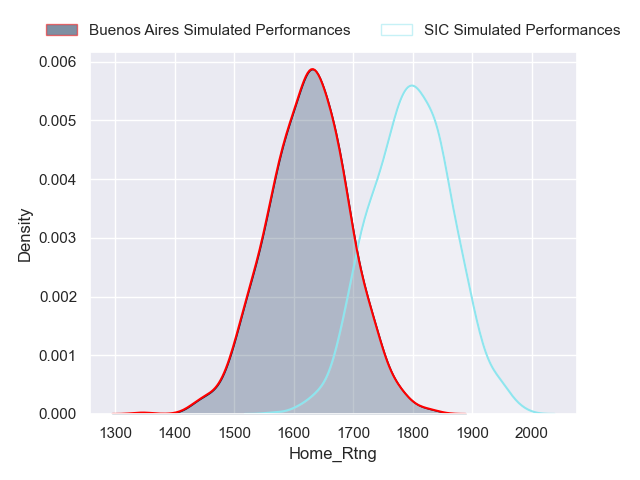 Buenos Aires Simulated Performances SIC Simulated Performances
0.006
0.005
0.004
0.003
0.002
0.001
0.000
Density
1300 1400 1500 1600 1700 1800 1900 2000
Home_Rtng